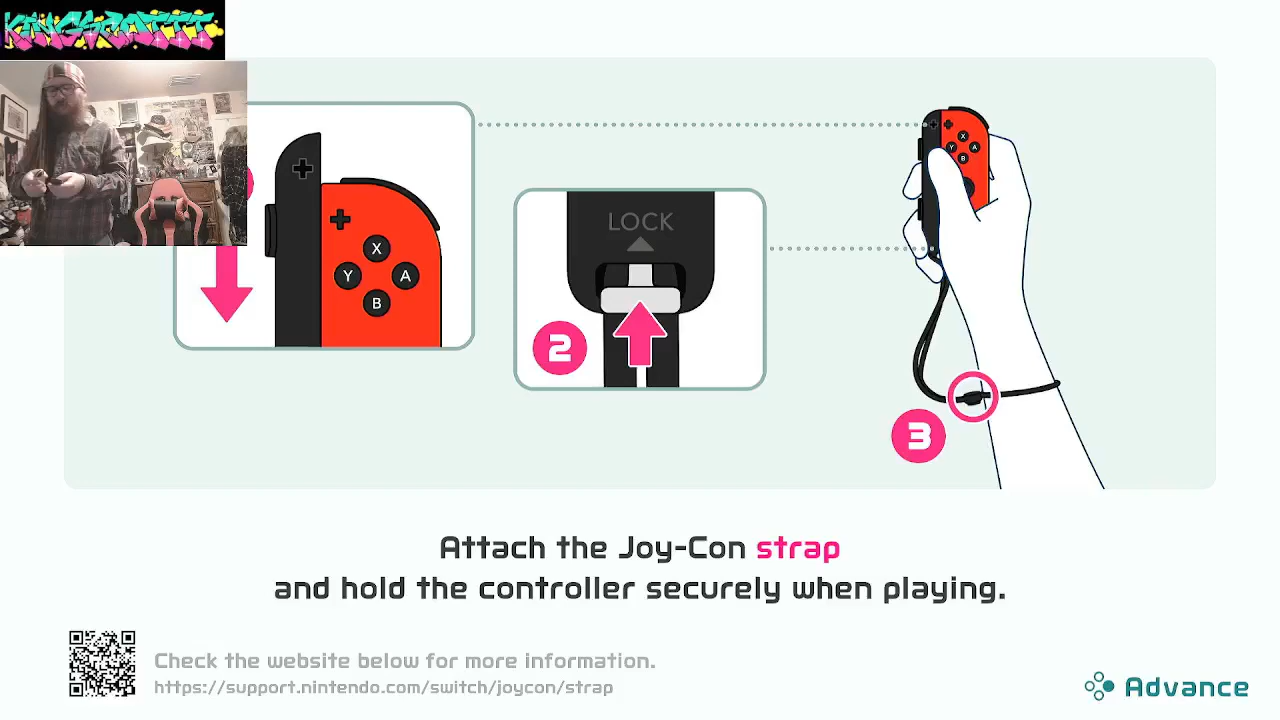 KINGSCOTTT
X
Y A
B
LOCK
2
X
Y A
B
3
Attach the Joy-Con strap
and hold the controller securely when playing.
Check the website below for more information.
https://support.nintendo.com/switch/joycon/strap
Advance